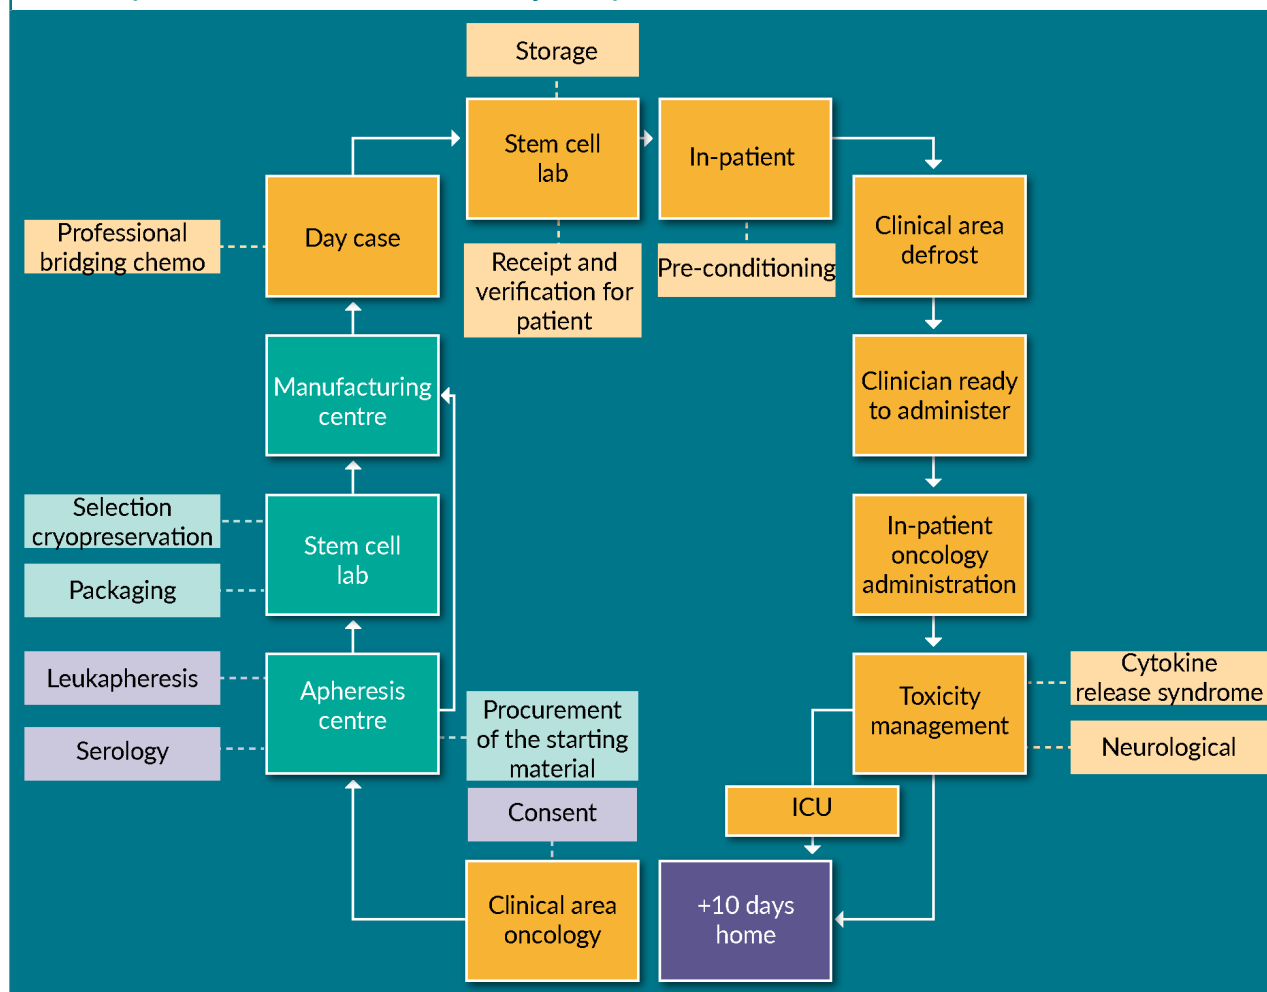 Storage
Stem cell
lab
In-patient
Receipt and
verification for
patient
Pre-conditioning
Clinical area
defrost
Professional
bridging chemo
Day case
Manufacturing
centre
Clinician ready
to administer
Selection
cryopreservation
Packaging
Stem cell
lab
In-patient
oncology
administration
Leukapheresis
Serology
Apheresis
centre
Procurement
of the starting
material
Toxicity
management
Cytokine
release syndrome
Neurological
Consent
ICU
Clinical area
oncology
+10 days
home